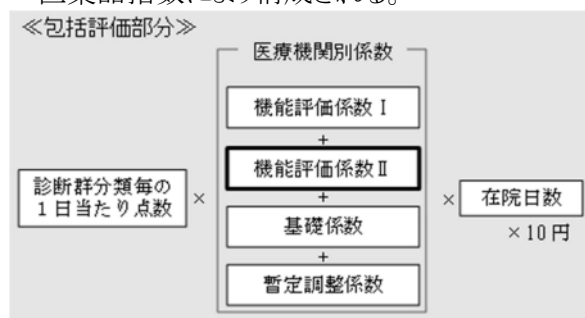 ≪包括評価部分≫
医療機関別係数
機能評価係数Ⅰ
+
機能評価係数Ⅱ
+
基礎係数
+
暫定調整係数
診断群分類毎の
1日当たり点数
×
×
在院日数
×10円